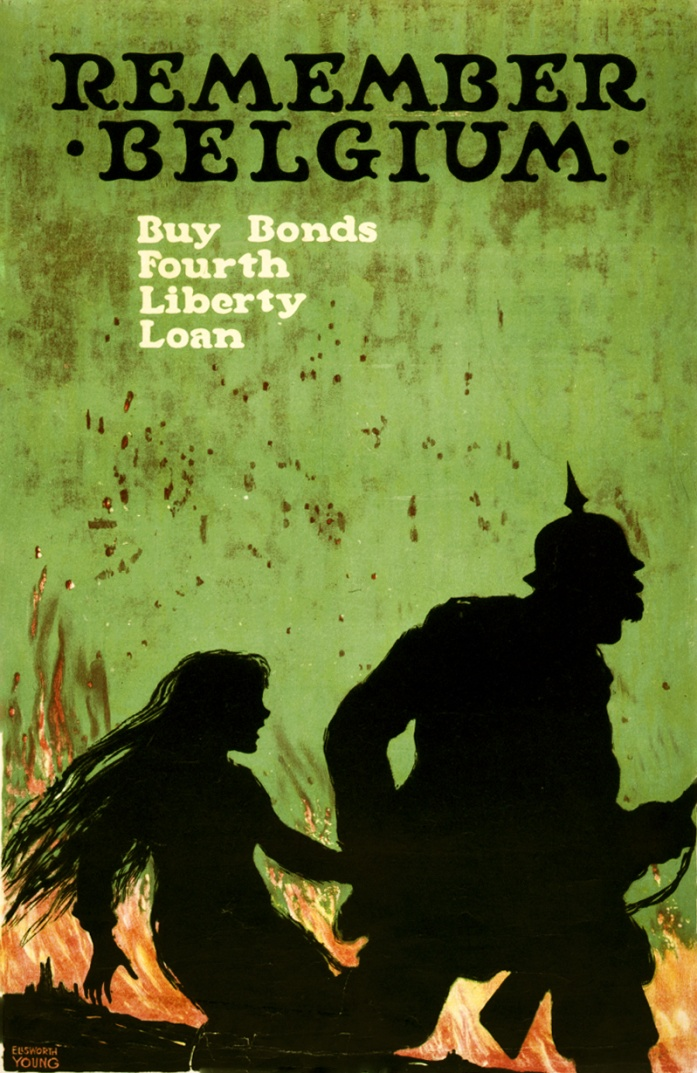 REMEMBER
·BELGIUM·
Buy Bonds
Fourth
Liberty
Loan
ELLSWORTH
YOUNG